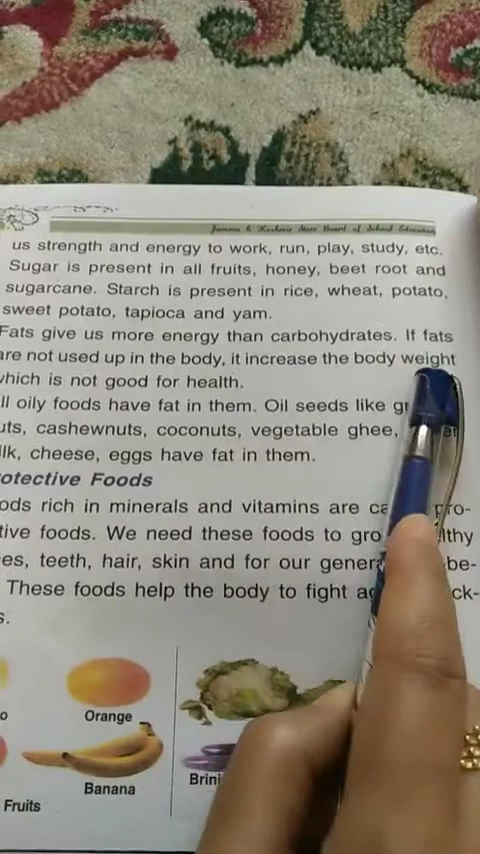 Jammu & Kashmir State Board of School Education
us strength and energy to work, run, play, study, etc.
Sugar is present in all fruits, honey, beet root and
sugarcane. Starch is present in rice, wheat, potato,
sweet potato, tapioca and yam.
Fats give us more energy than carbohydrates. If fats
are not used up in the body, it increase the body weight
which is not good for health.
ll oily foods have fat in them. Oil seeds like
uts, cashewnuts, coconuts, vegetable ghee,
ilk, cheese, eggs have fat in them.
otective Foods
ods rich in minerals and vitamins are ca pro-
tive foods. We need these foods to gro lthy
es, teeth, hair, skin and for our gener be-
These foods help the body to fight ck-
s.
Orange
Banana
Brinj
Fruits